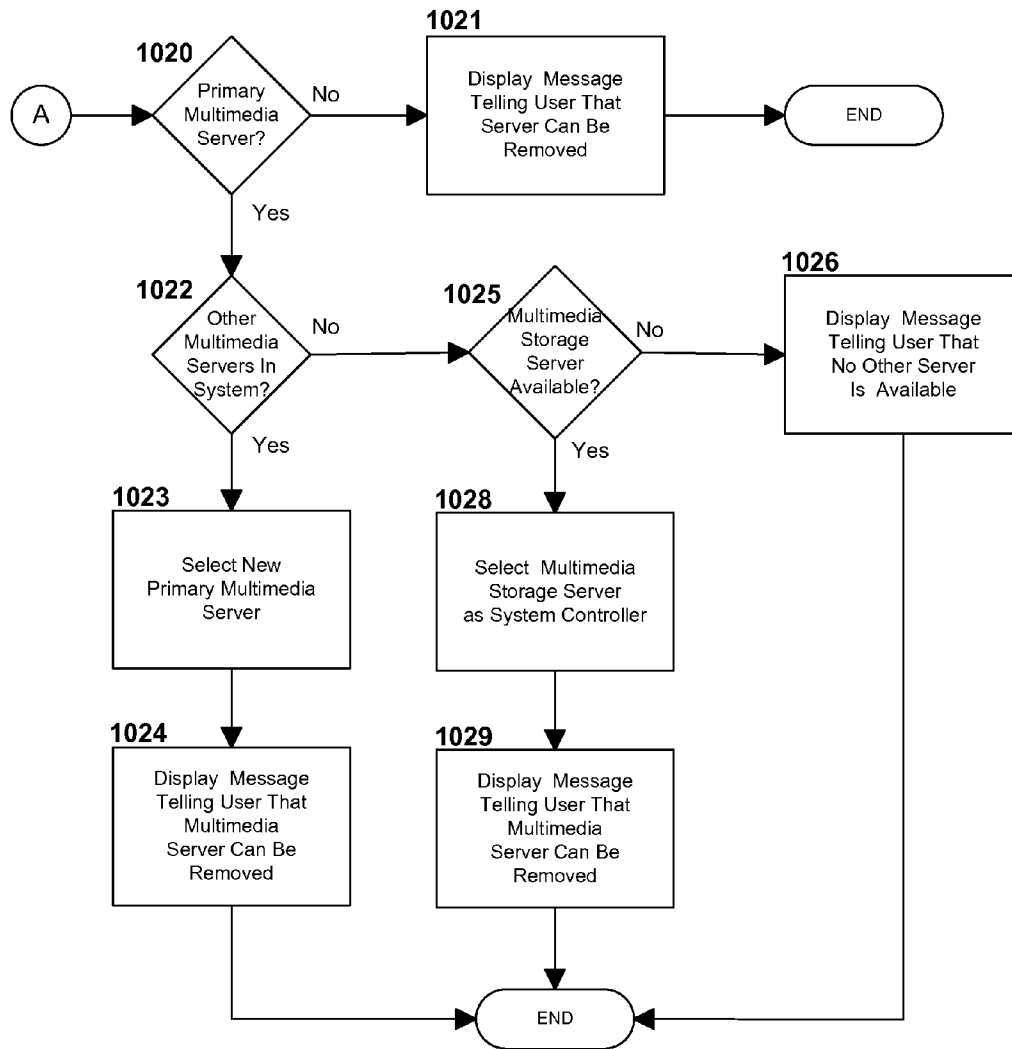 1020
Primary
Multimedia
Server?
A
No
Yes
1021
Display Message
Telling User That
Server Can Be
Removed
END
1022
Other
Multimedia
Servers In
System?
No
Yes
1025
Multimedia
Storage
Server
Available?
No
Yes
1026
Display Message
Telling User That
No Other Server
Is Available
1023
Select New
Primary Multimedia
Server
1028
Select Multimedia
Storage Server
as System Controller
1024
Display Message
Telling User That
Multimedia
Server Can Be
Removed
1029
Display Message
Telling User That
Multimedia
Server Can Be
Removed
END